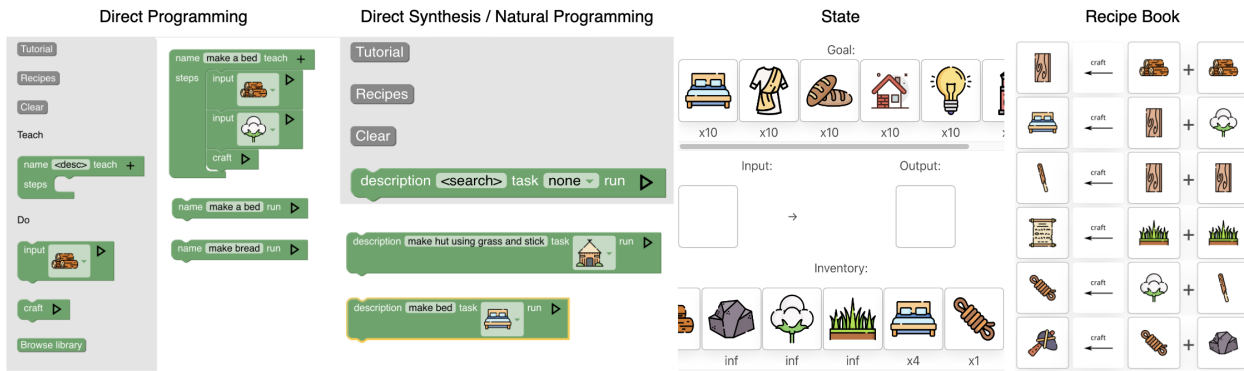 Direct Programming
Tutorial
Recipes
Clear
Teach
name <desc> teach +
steps
Do
input
craft
Browse library
name make a bed teach +
steps
input
input
craft
name make a bed run
name make bread run
Direct Synthesis / Natural Programming
Tutorial
Recipes
Clear
description <search> task none run
description make hut using grass and stick task run
description make bed task run
State
Goal:
x10 x10 x10 x10 x10
Input: Output:
→
Inventory:
inf inf inf x4 x1
Recipe Book
craft +
craft +
craft +
craft +
craft +
craft +